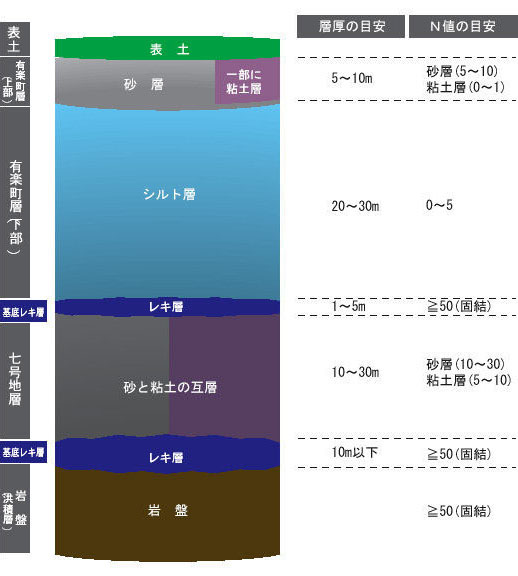 層厚の目安 N値の目安
表土
表 土
有楽町層
(上部)
砂 層
一部に
粘土層
5~10m
砂層(5~10)
粘土層(0~1)
有楽町層(下部)
シルト層
20~30m
0~5
基底レキ層
レキ層
1~5m
≧50(固結)
七号地層
砂と粘土の互層
10~30m
砂層(10~30)
粘土層(5~10)
基底レキ層
レキ層
10m以下
≧50(固結)
岩盤
(洪積層)
岩 盤
≧50(固結)